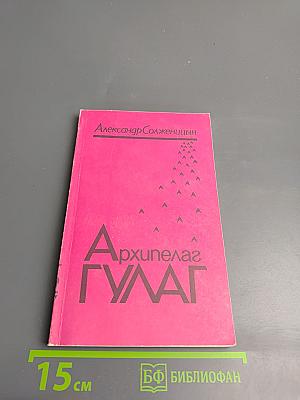 Александр Солженицын
Архипелаг
ГУЛАГ
15 см
БФ БИБЛИОФАН